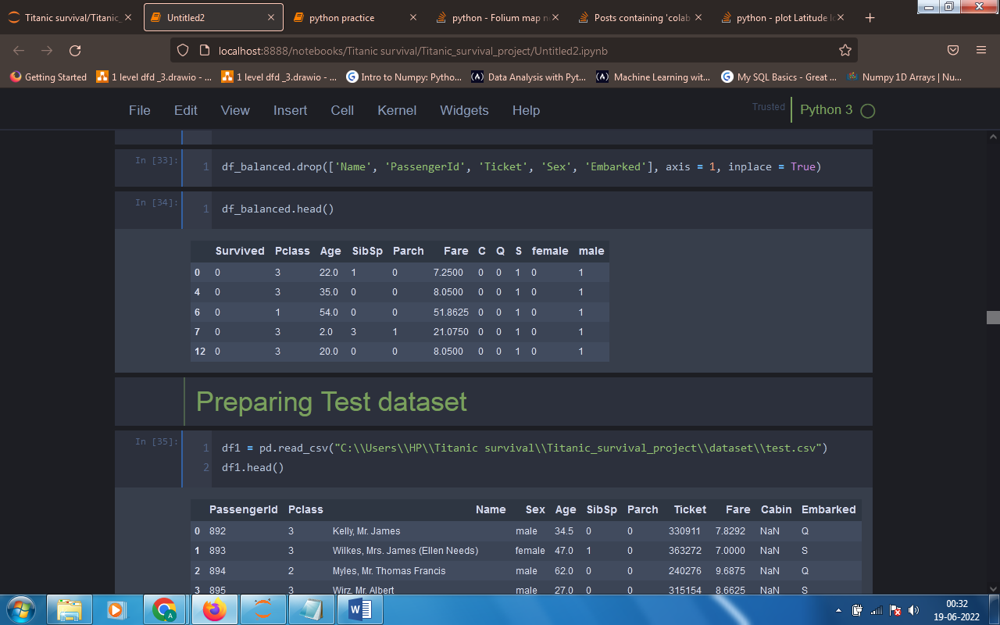 Titanic survival/Titanic_
Untitled2
python practice
python - Folium map n
Posts containing 'colab
python - plot Latitude l
localhost:8888/notebooks/Titanic survival/Titanic_survival_project/Untitled2.ipynb
Getting Started
1 level dfd _3.drawio - ...
1 level dfd _3.drawio - ...
Intro to Numpy: Pytho...
Data Analysis with Pyt...
Machine Learning wit...
My SQL Basics - Great ...
Numpy 1D Arrays | Nu...
File Edit View Insert Cell Kernel Widgets Help
Trusted
Python 3
In [33]:
1 df_balanced.drop(['Name', 'PassengerId', 'Ticket', 'Sex', 'Embarked'], axis = 1, inplace = True)
In [34]:
1 df_balanced.head()
Survived Pclass Age SibSp Parch Fare C Q S female male
0 0 3 22.0 1 0 7.2500 0 0 1 0 1
4 0 3 35.0 0 0 8.0500 0 0 1 0 1
6 0 1 54.0 0 0 51.8625 0 0 1 0 1
7 0 3 2.0 3 1 21.0750 0 0 1 0 1
12 0 3 20.0 0 0 8.0500 0 0 1 0 1
Preparing Test dataset
In [35]:
1 df1 = pd.read_csv("C:\\Users\\HP\\Titanic survival\\Titanic_survival_project\\dataset\\test.csv")
2 df1.head()
PassengerId Pclass Name Sex Age SibSp Parch Ticket Fare Cabin Embarked
0 892 3 Kelly, Mr. James male 34.5 0 0 330911 7.8292 NaN Q
1 893 3 Wilkes, Mrs. James (Ellen Needs) female 47.0 1 0 363272 7.0000 NaN S
2 894 2 Myles, Mr. Thomas Francis male 62.0 0 0 240276 9.6875 NaN Q
3 895 3 Wirz, Mr. Albert male 27.0 0 0 315154 8.6625 NaN S
00:32
19-06-2022